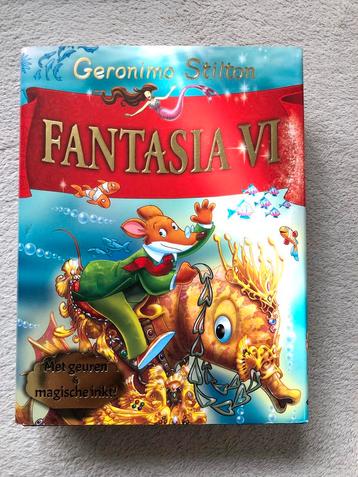 Geronimo Stilton
FANTASIA VI
Met geuren
&
magische inkt!